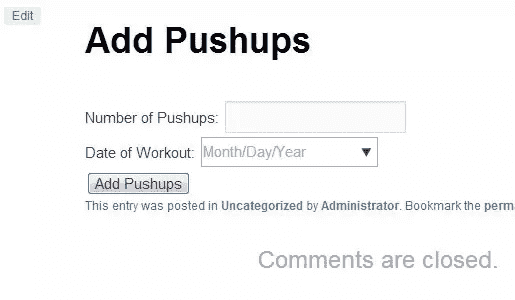 Edit
Add Pushups
Number of Pushups:
Date of Workout: Month/Day/Year
Add Pushups
This entry was posted in Uncategorized by Administrator. Bookmark the perm
Comments are closed.